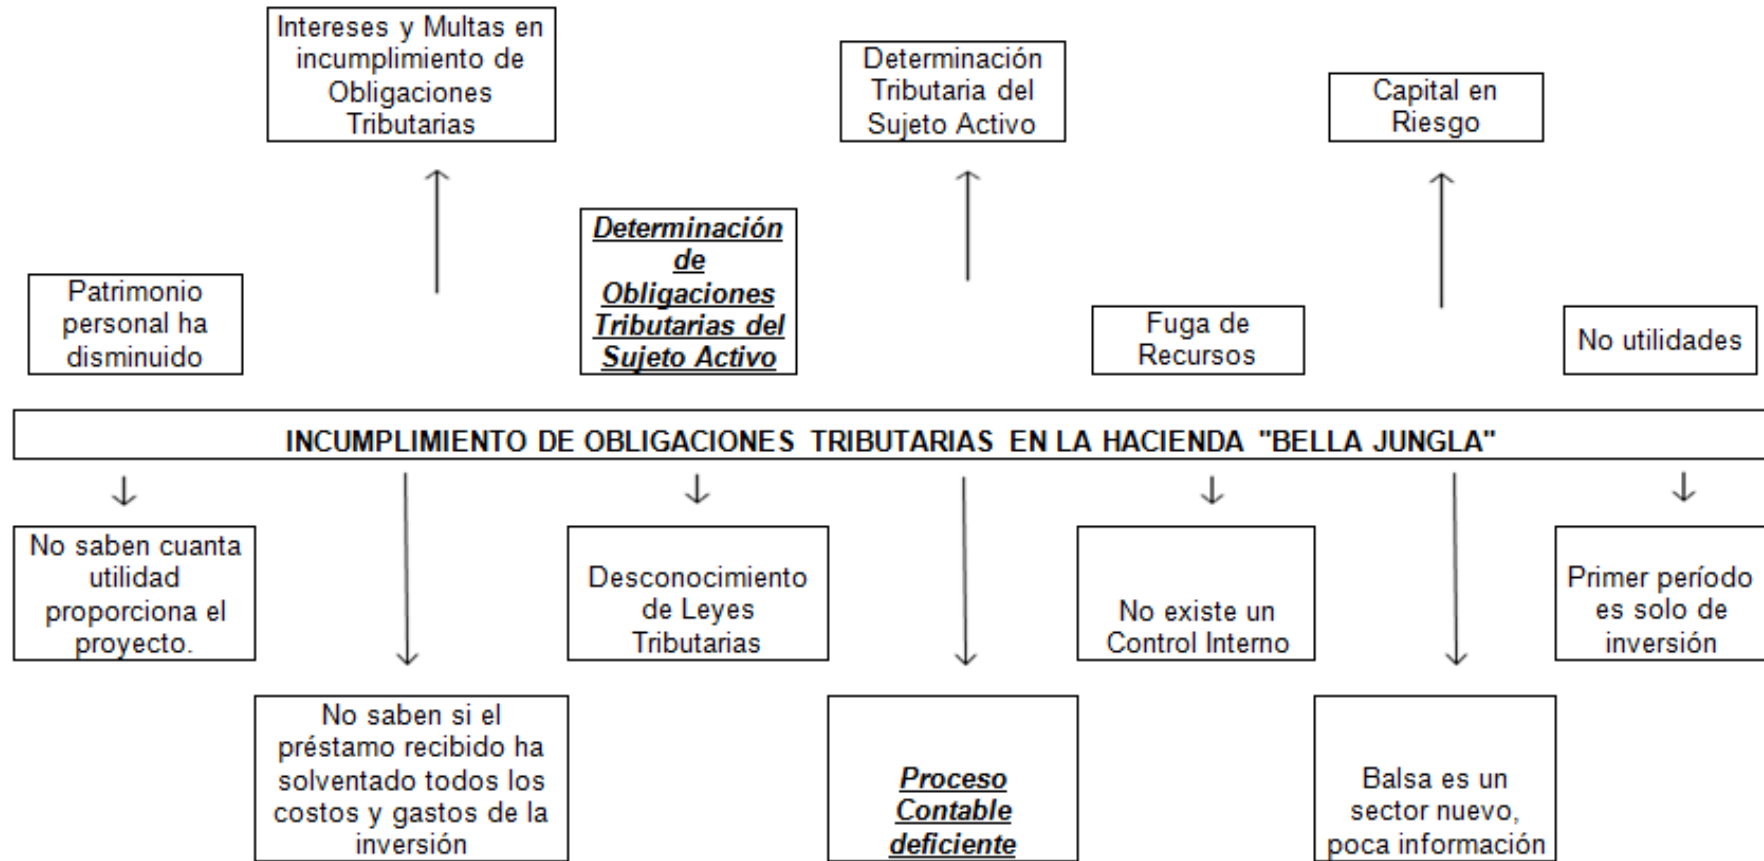 Intereses y Multas en
incumplimiento de
Obligaciones
Tributarias
Determinación
Tributaria del
Sujeto Activo
Capital en
Riesgo
Patrimonio
personal ha
disminuido
Determinación
de
Obligaciones
Tributarias del
Sujeto Activo
Fuga de
Recursos
No utilidades
INCUMPLIMIENTO DE OBLIGACIONES TRIBUTARIAS EN LA HACIENDA "BELLA JUNGLA"
No saben cuanta
utilidad
proporciona el
proyecto.
Desconocimiento
de Leyes
Tributarias
No existe un
Control Interno
Primer período
es solo de
inversión
No saben si el
préstamo recibido ha
solventado todos los
costos y gastos de la
inversión
Proceso
Contable
deficiente
Balsa es un
sector nuevo,
poca información